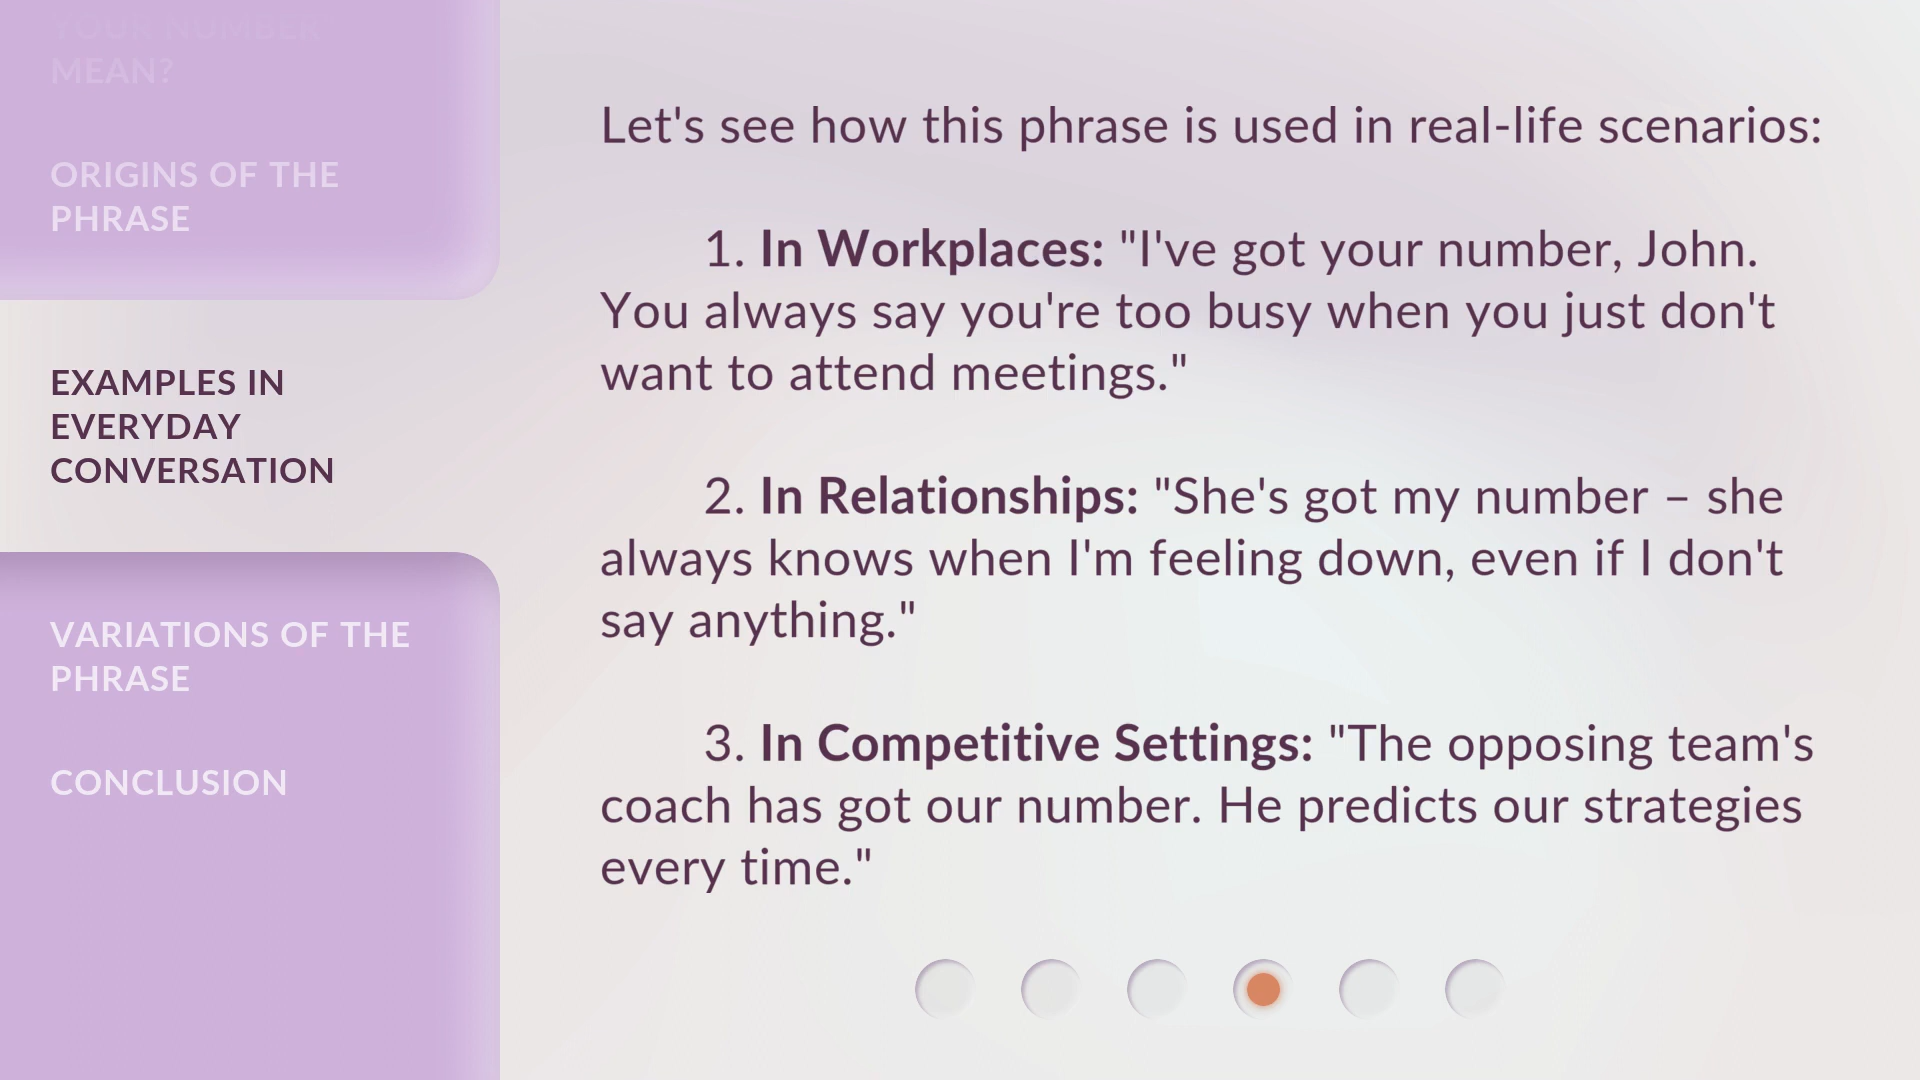 YOUR NUMBER
MEAN?
ORIGINS OF THE
PHRASE
EXAMPLES IN
EVERYDAY
CONVERSATION
VARIATIONS OF THE
PHRASE
CONCLUSION
Let's see how this phrase is used in real-life scenarios:
1. In Workplaces: "I've got your number, John.
You always say you're too busy when you just don't
want to attend meetings."
2. In Relationships: "She's got my number – she
always knows when I'm feeling down, even if I don't
say anything."
3. In Competitive Settings: "The opposing team's
coach has got our number. He predicts our strategies
every time."